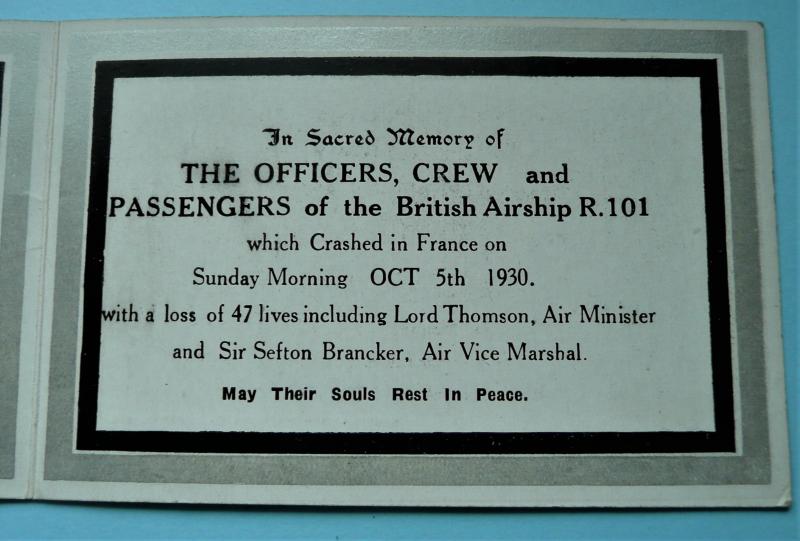 In Sacred Memory of
THE OFFICERS, CREW and
PASSENGERS of the British Airship R.101
which Crashed in France on
Sunday Morning OCT 5th 1930.
with a loss of 47 lives including Lord Thomson, Air Minister
and Sir Sefton Brancker, Air Vice Marshal.
May Their Souls Rest In Peace.